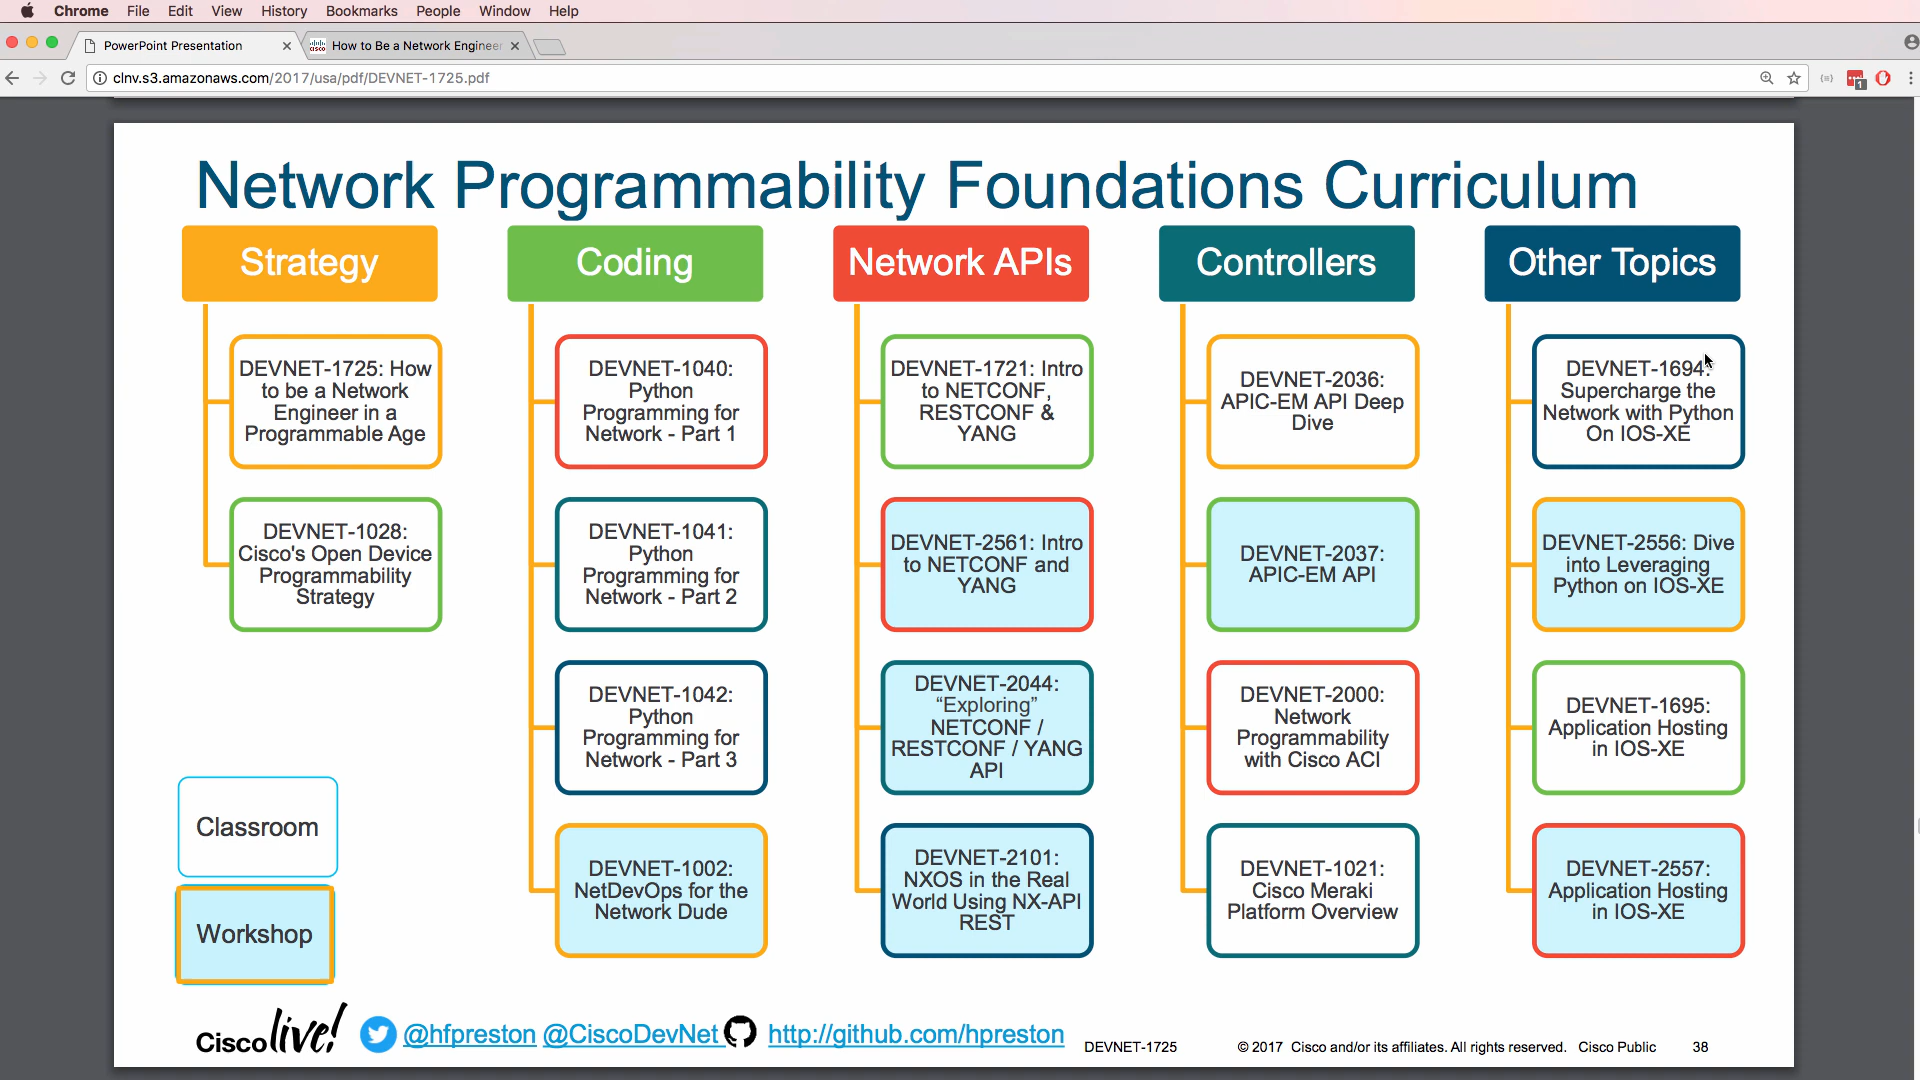 Chrome File Edit View History Bookmarks People Window Help
PowerPoint Presentation
How to Be a Network Engineer
clnv.s3.amazonaws.com/2017/usa/pdf/DEVNET-1725.pdf
Network Programmability Foundations Curriculum
Strategy
DEVNET-1725: How
to be a Network
Engineer in a
Programmable Age
DEVNET-1028:
Cisco's Open Device
Programmability
Strategy
Coding
DEVNET-1040:
Python
Programming for
Network - Part 1
DEVNET-1041:
Python
Programming for
Network - Part 2
DEVNET-1042:
Python
Programming for
Network - Part 3
DEVNET-1002:
NetDevOps for the
Network Dude
Network APIs
DEVNET-1721: Intro
to NETCONF,
RESTCONF &
YANG
DEVNET-2561: Intro
to NETCONF and
YANG
DEVNET-2044:
“Exploring”
NETCONF /
RESTCONF / YANG
API
DEVNET-2101:
NXOS in the Real
World Using NX-API
REST
Controllers
DEVNET-2036:
APIC-EM API Deep
Dive
DEVNET-2037:
APIC-EM API
DEVNET-2000:
Network
Programmability
with Cisco ACI
DEVNET-1021:
Cisco Meraki
Platform Overview
Other Topics
DEVNET-1694:
Supercharge the
Network with Python
On IOS-XE
DEVNET-2556: Dive
into Leveraging
Python on IOS-XE
DEVNET-1695:
Application Hosting
in IOS-XE
DEVNET-2557:
Application Hosting
in IOS-XE
Classroom
Workshop
Cisco live! @hfpreston @CiscoDevNet http://github.com/hpreston DEVNET-1725 © 2017 Cisco and/or its affiliates. All rights reserved. Cisco Public 38